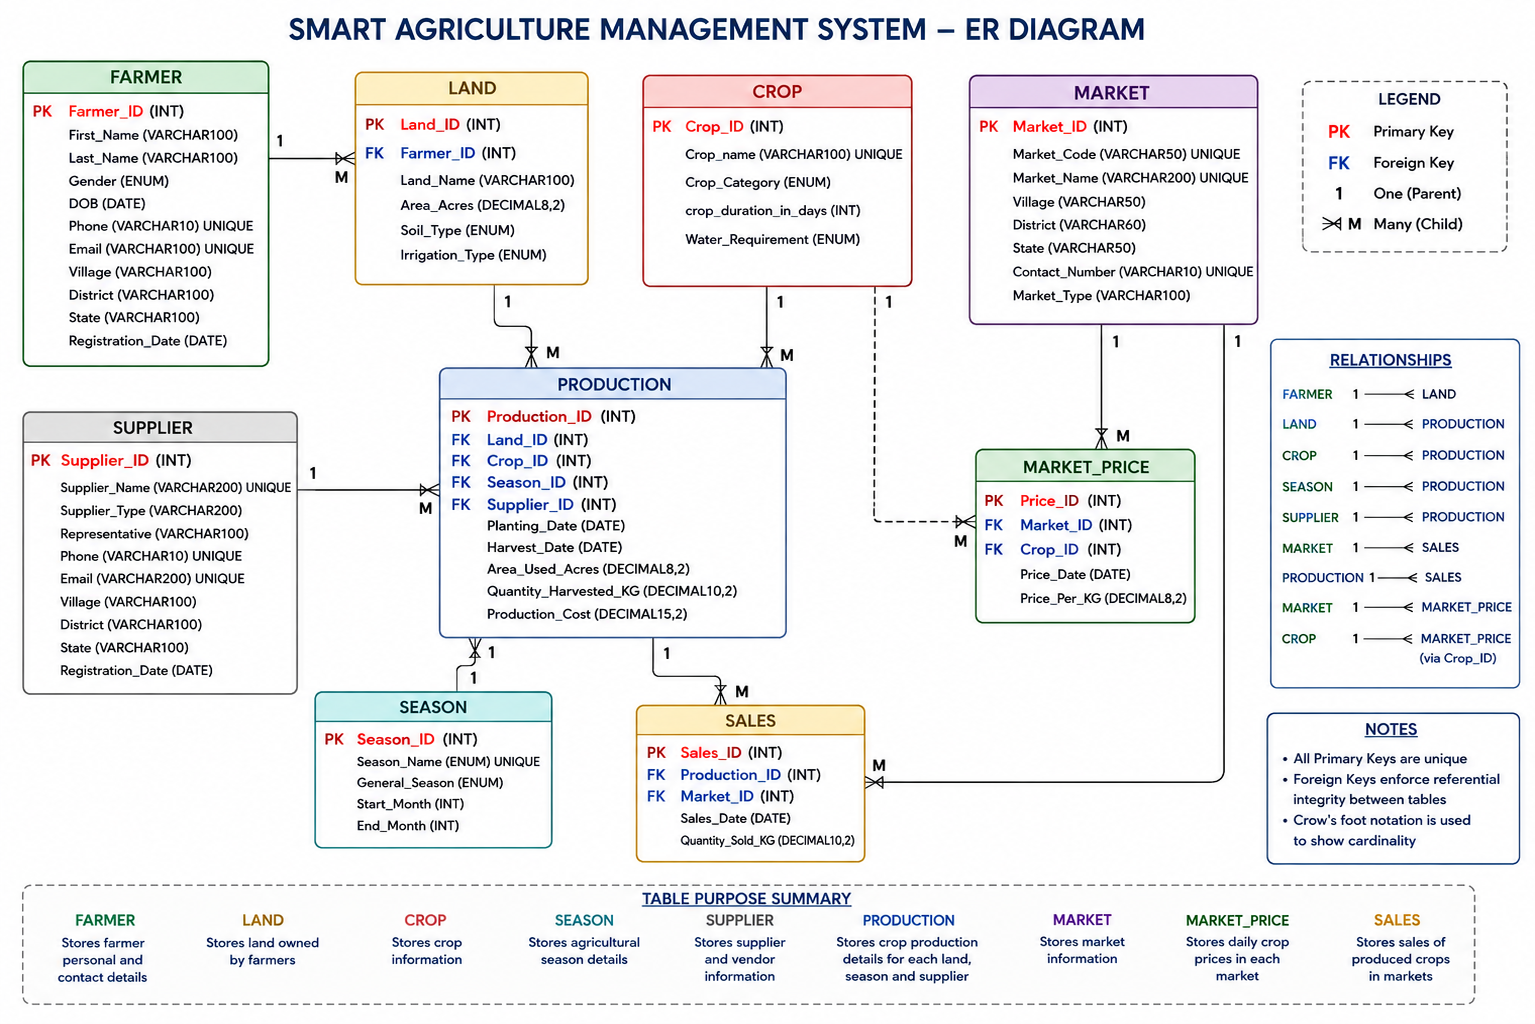 SMART AGRICULTURE MANAGEMENT SYSTEM – ER DIAGRAM
FARMER
PK Farmer_ID (INT)
First_Name (VARCHAR100)
Last_Name (VARCHAR100)
Gender (ENUM)
DOB (DATE)
Phone (VARCHAR10) UNIQUE
Email (VARCHAR100) UNIQUE
Village (VARCHAR100)
District (VARCHAR100)
State (VARCHAR100)
Registration_Date (DATE)
1
M
LAND
PK Land_ID (INT)
FK Farmer_ID (INT)
Land_Name (VARCHAR100)
Area_Acres (DECIMAL8,2)
Soil_Type (ENUM)
Irrigation_Type (ENUM)
1
M
CROP
PK Crop_ID (INT)
Crop_name (VARCHAR100) UNIQUE
Crop_Category (ENUM)
crop_duration_in_days (INT)
Water_Requirement (ENUM)
1
M
1
M
MARKET
PK Market_ID (INT)
Market_Code (VARCHAR50) UNIQUE
Market_Name (VARCHAR200) UNIQUE
Village (VARCHAR50)
District (VARCHAR60)
State (VARCHAR50)
Contact_Number (VARCHAR10) UNIQUE
Market_Type (VARCHAR100)
1
M
1
M
LEGEND
PK Primary Key
FK Foreign Key
1 One (Parent)
M Many (Child)
SUPPLIER
PK Supplier_ID (INT)
Supplier_Name (VARCHAR200) UNIQUE
Supplier_Type (VARCHAR200)
Representative (VARCHAR100)
Phone (VARCHAR10) UNIQUE
Email (VARCHAR200) UNIQUE
Village (VARCHAR100)
District (VARCHAR100)
State (VARCHAR100)
Registration_Date (DATE)
1
M
PRODUCTION
PK Production_ID (INT)
FK Land_ID (INT)
FK Crop_ID (INT)
FK Season_ID (INT)
FK Supplier_ID (INT)
Planting_Date (DATE)
Harvest_Date (DATE)
Area_Used_Acres (DECIMAL8,2)
Quantity_Harvested_KG (DECIMAL10,2)
Production_Cost (DECIMAL15,2)
1
1
1
M
MARKET_PRICE
PK Price_ID (INT)
FK Market_ID (INT)
FK Crop_ID (INT)
Price_Date (DATE)
Price_Per_KG (DECIMAL8,2)
RELATIONSHIPS
FARMER 1 LAND
LAND 1 PRODUCTION
CROP 1 PRODUCTION
SEASON 1 PRODUCTION
SUPPLIER 1 PRODUCTION
MARKET 1 SALES
PRODUCTION 1 SALES
MARKET 1 MARKET_PRICE
CROP 1 MARKET_PRICE
(via Crop_ID)
SEASON
PK Season_ID (INT)
Season_Name (ENUM) UNIQUE
General_Season (ENUM)
Start_Month (INT)
End_Month (INT)
SALES
PK Sales_ID (INT)
FK Production_ID (INT)
FK Market_ID (INT)
Sales_Date (DATE)
Quantity_Sold_KG (DECIMAL10,2)
NOTES
• All Primary Keys are unique
• Foreign Keys enforce referential
integrity between tables
• Crow's foot notation is used
to show cardinality
TABLE PURPOSE SUMMARY
FARMER
Stores farmer
personal and
contact details
LAND
Stores land owned
by farmers
CROP
Stores crop
information
SEASON
Stores agricultural
season details
SUPPLIER
Stores supplier
and vendor
information
PRODUCTION
Stores crop production
details for each land,
season and supplier
MARKET
Stores market
information
MARKET_PRICE
Stores daily crop
prices in each
market
SALES
Stores sales of
produced crops
in markets